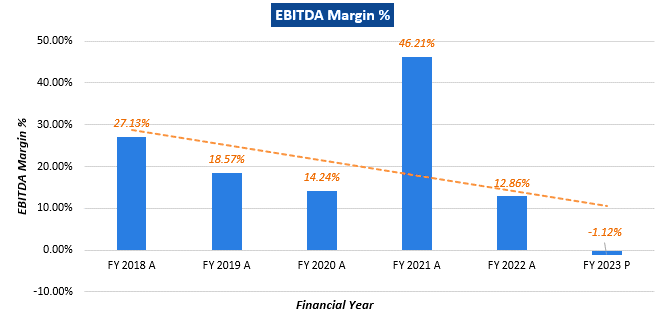 EBITDA Margin %
50.00%
40.00%
30.00%
20.00%
10.00%
0.00%
-10.00%
EBITDA Margin %
27.13%
18.57%
14.24%
46.21%
12.86%
-1.12%
FY 2018 A
FY 2019 A
FY 2020 A
FY 2021 A
FY 2022 A
FY 2023 P
Financial Year